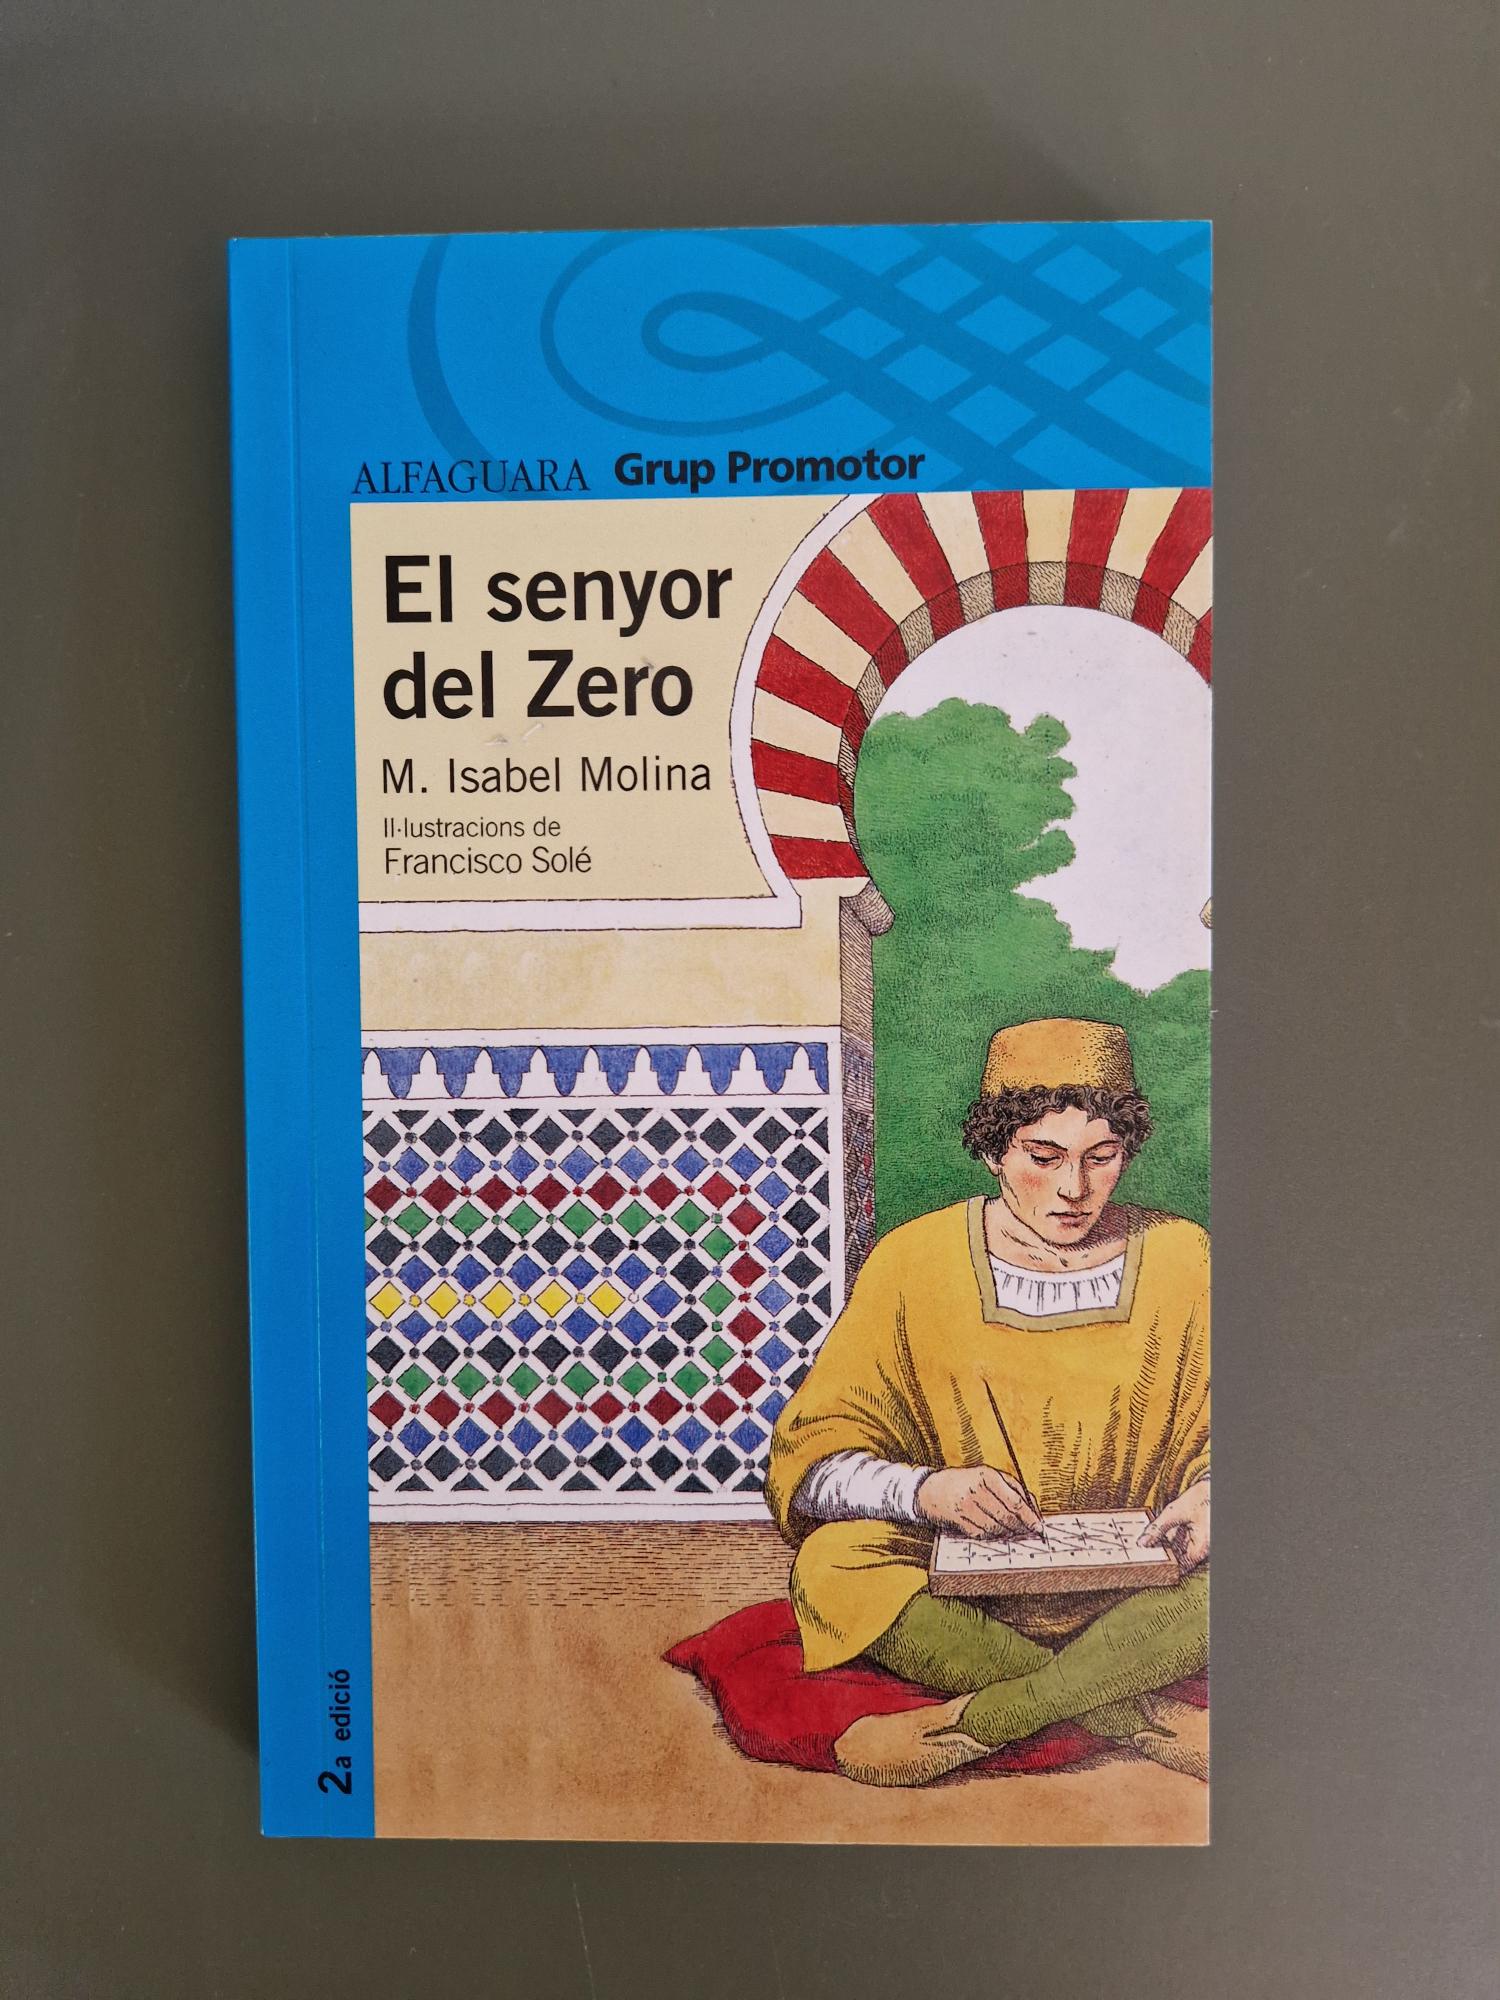 ALFAGUARA Grup Promotor
El senyor
del Zero
M. Isabel Molina
Il·lustracions de
Francisco Solé
2a edició